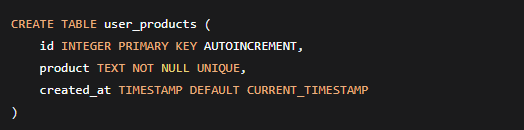 CREATE TABLE user_products (
    id INTEGER PRIMARY KEY AUTOINCREMENT,
    product TEXT NOT NULL UNIQUE,
    created_at TIMESTAMP DEFAULT CURRENT_TIMESTAMP
)